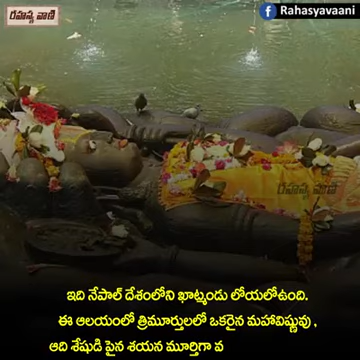 రహస్య వాణి
Rahasyavaani
రహస్య వాణి
ఇది నేపాల్ దేశంలోని ఖాట్మండు లోయలోఉంది.
ఈ ఆలయంలో త్రిమూర్తులలో ఒకరైన మహావిష్ణువు ,
ఆది శేషుడి పైన శయన మూర్తిగా వ